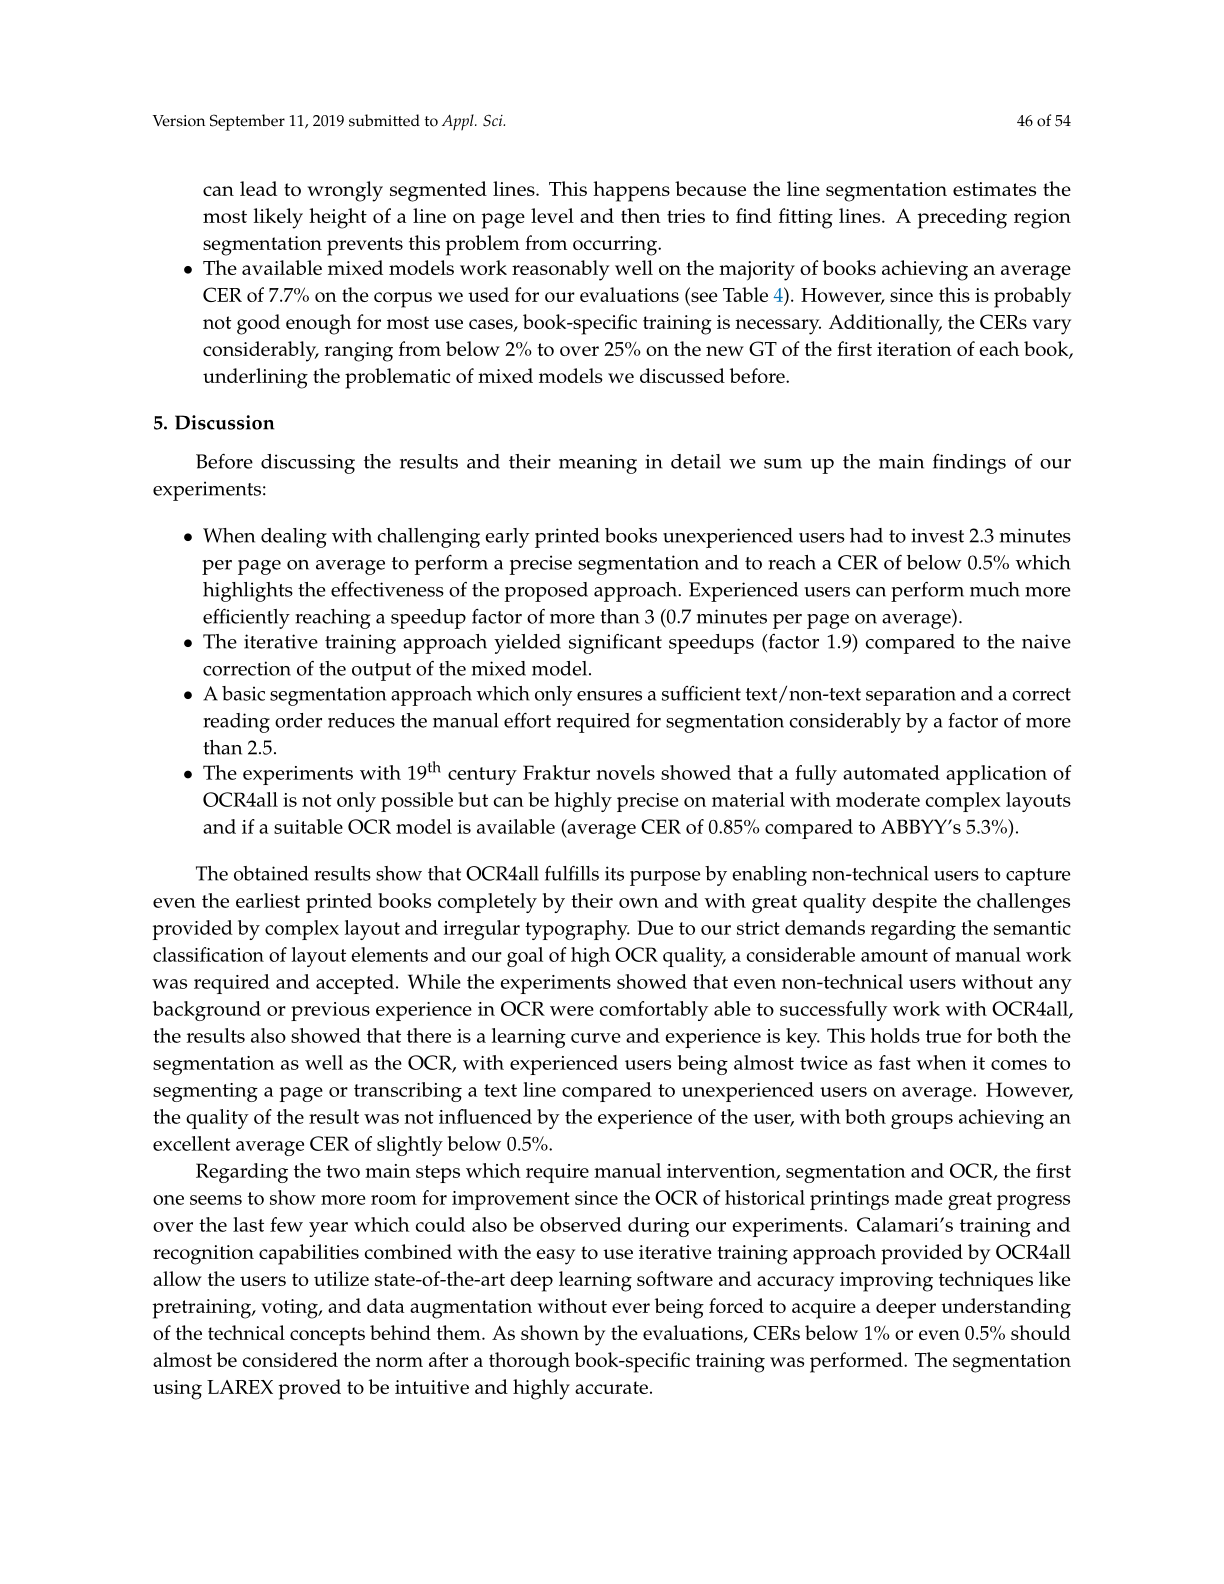 Version September 11, 2019 submitted to Appl. Sci.
46 of 54
can lead to wrongly segmented lines. This happens because the line segmentation estimates the
most likely height of a line on page level and then tries to find fitting lines. A preceding region
segmentation prevents this problem from occurring.
• The available mixed models work reasonably well on the majority of books achieving an average
CER of 7.7% on the corpus we used for our evaluations (see Table 4). However, since this is probably
not good enough for most use cases, book-specific training is necessary. Additionally, the CERs vary
considerably, ranging from below 2% to over 25% on the new GT of the first iteration of each book,
underlining the problematic of mixed models we discussed before.
5. Discussion
Before discussing the results and their meaning in detail we sum up the main findings of our
experiments:
• When dealing with challenging early printed books unexperienced users had to invest 2.3 minutes
per page on average to perform a precise segmentation and to reach a CER of below 0.5% which
highlights the effectiveness of the proposed approach. Experienced users can perform much more
efficiently reaching a speedup factor of more than 3 (0.7 minutes per page on average).
• The iterative training approach yielded significant speedups (factor 1.9) compared to the naive
correction of the output of the mixed model.
• A basic segmentation approach which only ensures a sufficient text/non-text separation and a correct
reading order reduces the manual effort required for segmentation considerably by a factor of more
than 2.5.
• The experiments with 19th century Fraktur novels showed that a fully automated application of
OCR4all is not only possible but can be highly precise on material with moderate complex layouts
and if a suitable OCR model is available (average CER of 0.85% compared to ABBYY's 5.3%).
The obtained results show that OCR4all fulfills its purpose by enabling non-technical users to capture
even the earliest printed books completely by their own and with great quality despite the challenges
provided by complex layout and irregular typography. Due to our strict demands regarding the semantic
classification of layout elements and our goal of high OCR quality, a considerable amount of manual work
was required and accepted. While the experiments showed that even non-technical users without any
background or previous experience in OCR were comfortably able to successfully work with OCR4all,
the results also showed that there is a learning curve and experience is key. This holds true for both the
segmentation as well as the OCR, with experienced users being almost twice as fast when it comes to
segmenting a page or transcribing a text line compared to unexperienced users on average. However,
the quality of the result was not influenced by the experience of the user, with both groups achieving an
excellent average CER of slightly below 0.5%.
Regarding the two main steps which require manual intervention, segmentation and OCR, the first
one seems to show more room for improvement since the OCR of historical printings made great progress
over the last few year which could also be observed during our experiments. Calamari's training and
recognition capabilities combined with the easy to use iterative training approach provided by OCR4all
allow the users to utilize state-of-the-art deep learning software and accuracy improving techniques like
pretraining, voting, and data augmentation without ever being forced to acquire a deeper understanding
of the technical concepts behind them. As shown by the evaluations, CERs below 1% or even 0.5% should
almost be considered the norm after a thorough book-specific training was performed. The segmentation
using LAREX proved to be intuitive and highly accurate.